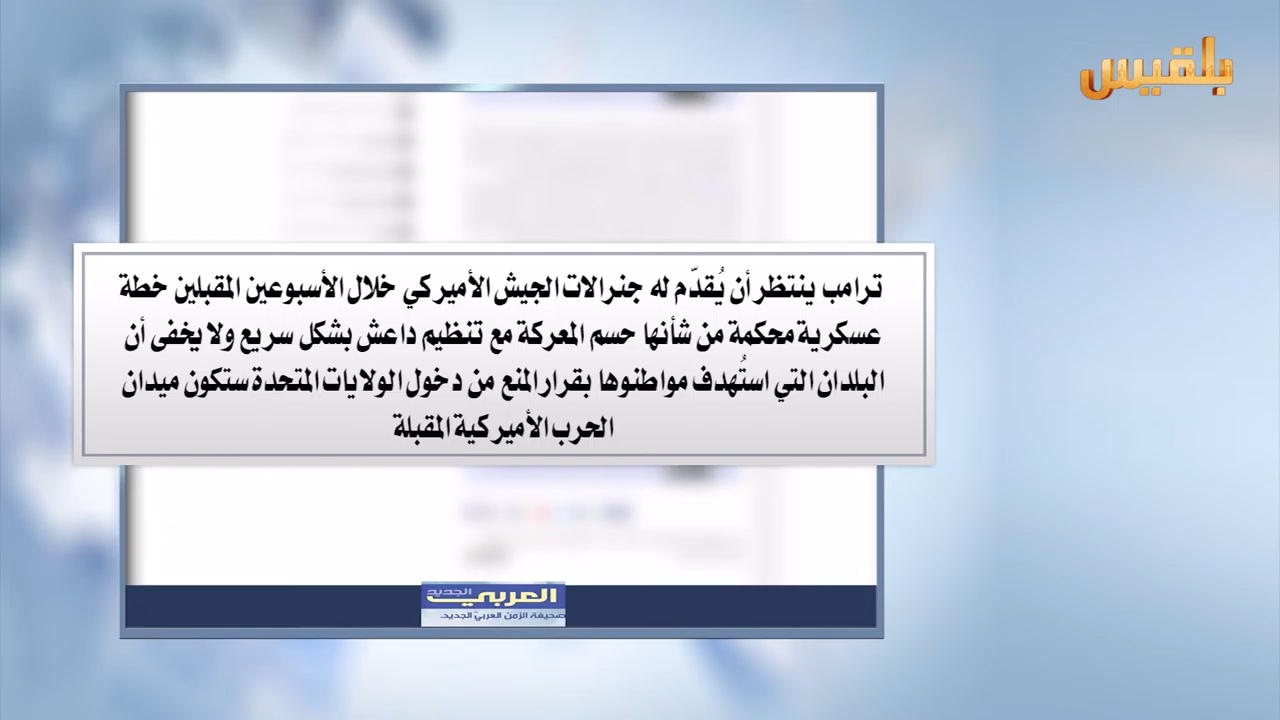 بلقيس
ترامب ينتظر أن يُقدّم له جنرالات الجيش الأميركي خلال الأسبوعين المقبلين خطة
عسكرية محكمة من شأنها حسم المعركة مع تنظيم داعش بشكل سريع ولا يخفى أن
البلدان التي استُهدف مواطنوها بقرار المنع من دخول الولايات المتحدة ستكون ميدان
الحرب الأميركية المقبلة
العربي الجديد
صحيفة الزمن العربيّ الجديد.